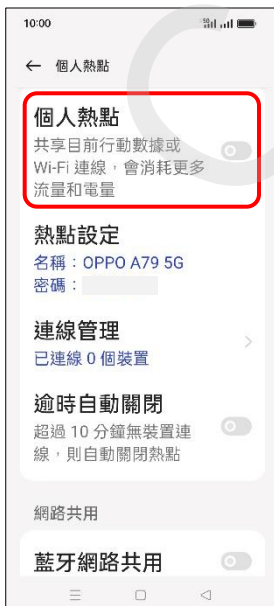 10:00
5G
← 個人熱點
個人熱點
共享目前行動數據或
Wi-Fi 連線，會消耗更多
流量和電量
熱點設定
名稱：OPPO A79 5G
密碼：
連線管理
已連線 0 個裝置
逾時自動關閉
超過 10 分鐘無裝置連
線，則自動關閉熱點
網路共用
藍牙網路共用